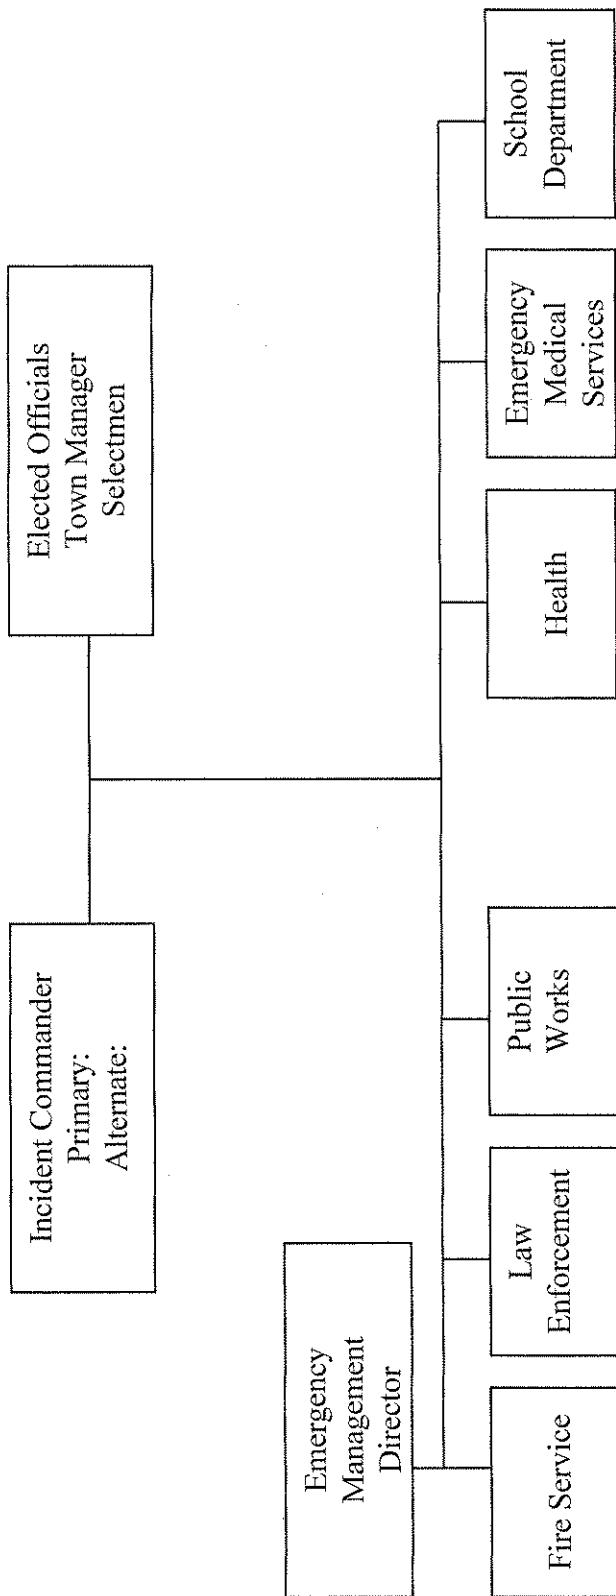 Incident Commander
Primary:
Alternate:
Elected Officials
Town Manager
Selectmen
Emergency
Management
Director
Fire Service
Law
Enforcement
Public
Works
Health
Emergency
Medical
Services
School
Department